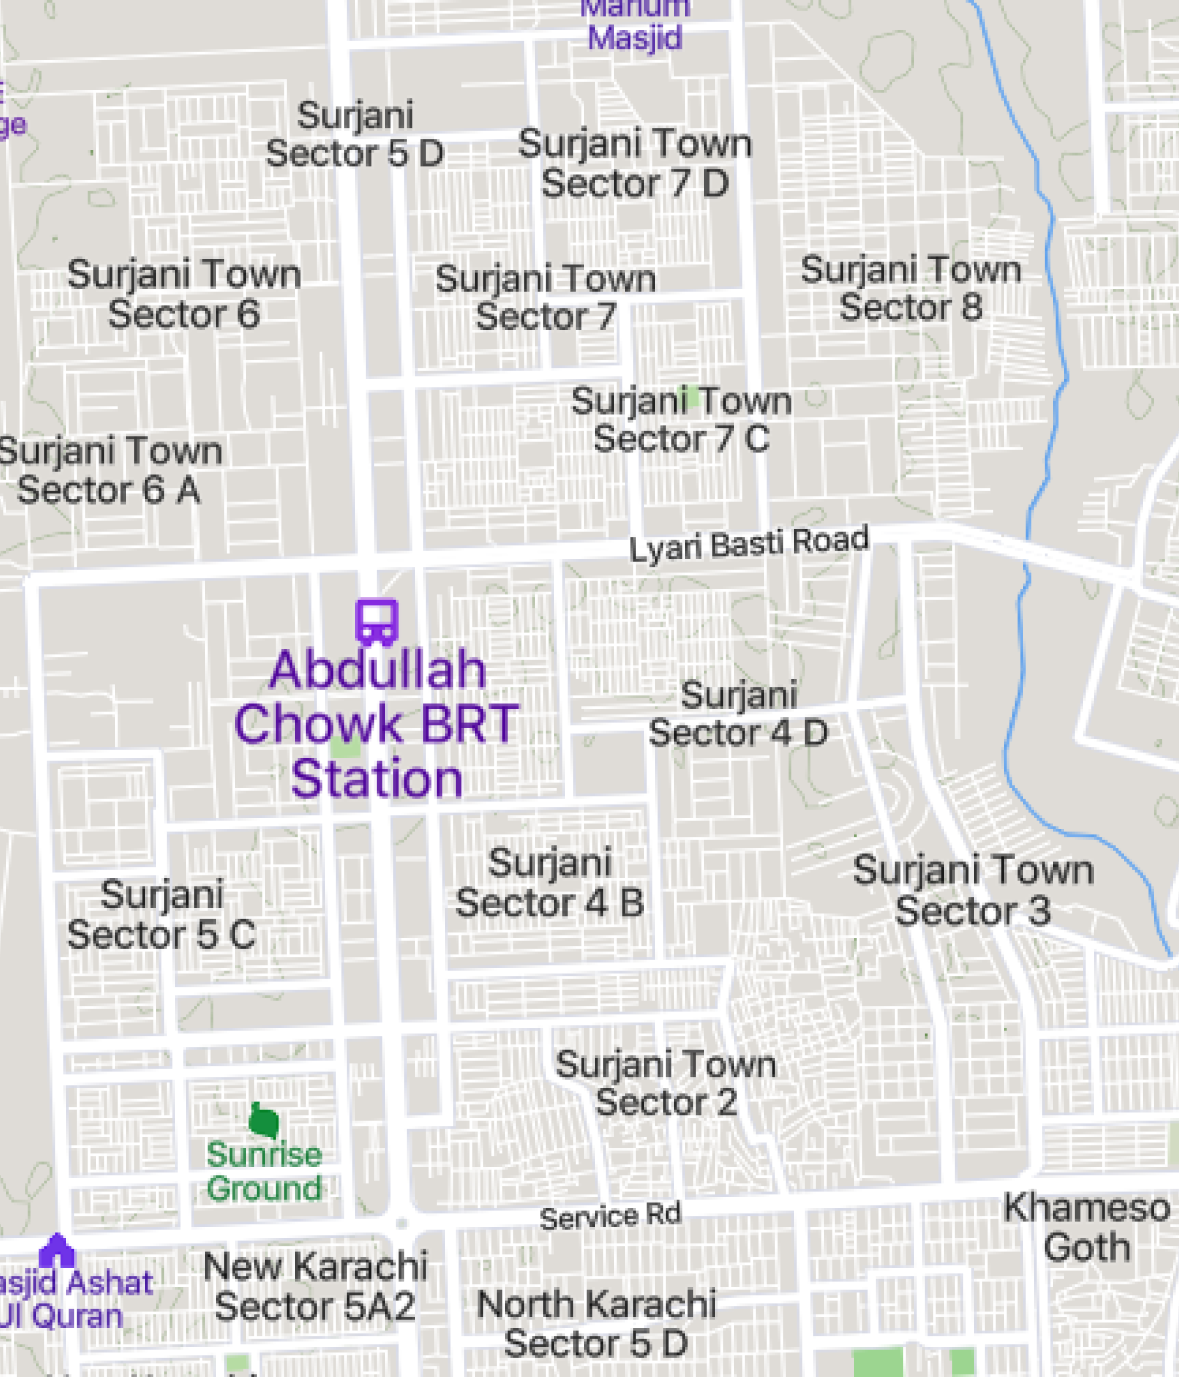 Marium
Masjid
ge
Surjani
Sector 5 D
Surjani Town
Sector 7 D
Surjani Town
Sector 6
Surjani Town
Sector 7
Surjani Town
Sector 8
Surjani Town
Sector 7 C
Surjani Town
Sector 6 A
Lyari Basti Road
Abdullah
Chowk BRT
Station
Surjani
Sector 4 D
Surjani
Sector 4 B
Surjani Town
Sector 3
Surjani
Sector 5 C
Surjani Town
Sector 2
Sunrise
Ground
Service Rd
Khameso
Goth
asjid Ashat
Ul Quran
New Karachi
Sector 5A2
North Karachi
Sector 5 D